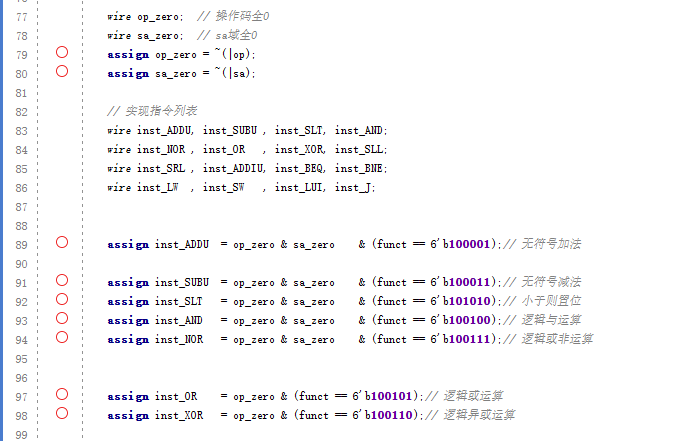 77 wire op_zero; // 操作码全0
78 wire sa_zero; // sa域全0
79 assign op_zero = ~(|op);
80 assign sa_zero = ~(|sa);
81
82 // 实现指令列表
83 wire inst_ADDU, inst_SUBU , inst_SLT, inst_AND;
84 wire inst_NOR , inst_OR , inst_XOR, inst_SLL;
85 wire inst_SRL , inst_ADDIU, inst_BEQ, inst_BNE;
86 wire inst_LW , inst_SW , inst_LUI, inst_J;
87
88
89 assign inst_ADDU = op_zero & sa_zero & (funct == 6'b100001);// 无符号加法
90
91 assign inst_SUBU = op_zero & sa_zero & (funct == 6'b100011);// 无符号减法
92 assign inst_SLT = op_zero & sa_zero & (funct == 6'b101010);// 小于则置位
93 assign inst_AND = op_zero & sa_zero & (funct == 6'b100100);// 逻辑与运算
94 assign inst_NOR = op_zero & sa_zero & (funct == 6'b100111);// 逻辑或非运算
95
96
97 assign inst_OR = op_zero & (funct == 6'b100101);// 逻辑或运算
98 assign inst_XOR = op_zero & (funct == 6'b100110);// 逻辑异或运算
99